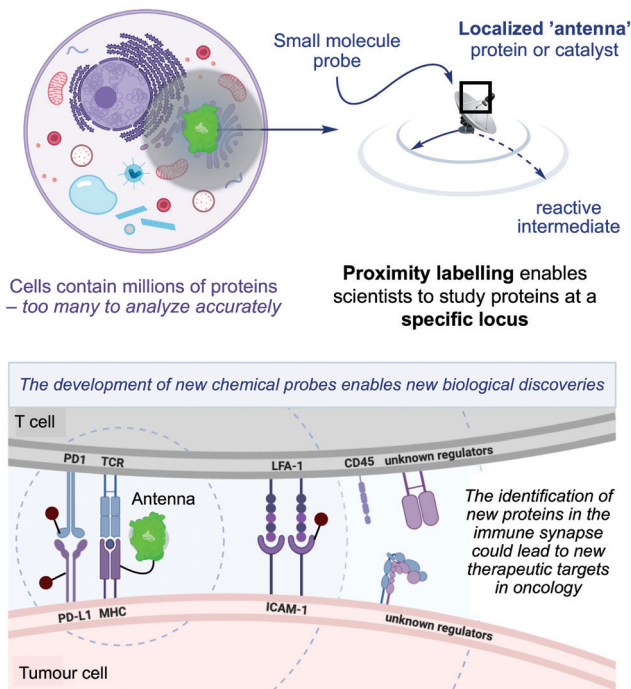 Small molecule
probe
Localized 'antenna'
protein or catalyst
reactive
intermediate
Cells contain millions of proteins
– too many to analyze accurately
Proximity labelling enables
scientists to study proteins at a
specific locus
The development of new chemical probes enables new biological discoveries
T cell
PD1 TCR LFA-1 CD45 unknown regulators
Antenna
The identification of
new proteins in the
immune synapse
could lead to new
therapeutic targets
in oncology
PD-L1 MHC ICAM-1 unknown regulators
Tumour cell